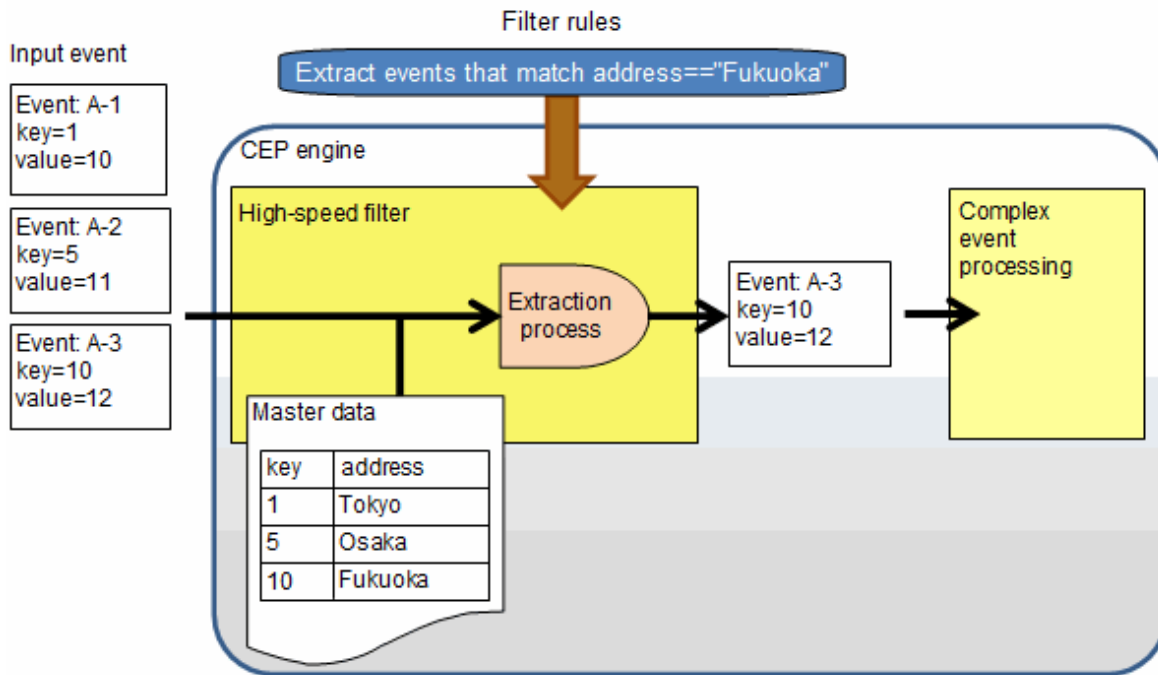 Filter rules
Extract events that match address=="Fukuoka"
Input event
Event: A-1
key=1
value=10
Event: A-2
key=5
value=11
Event: A-3
key=10
value=12
CEP engine
High-speed filter
Extraction
process
Event: A-3
key=10
value=12
Complex
event
processing
Master data
key address
1 Tokyo
5 Osaka
10 Fukuoka